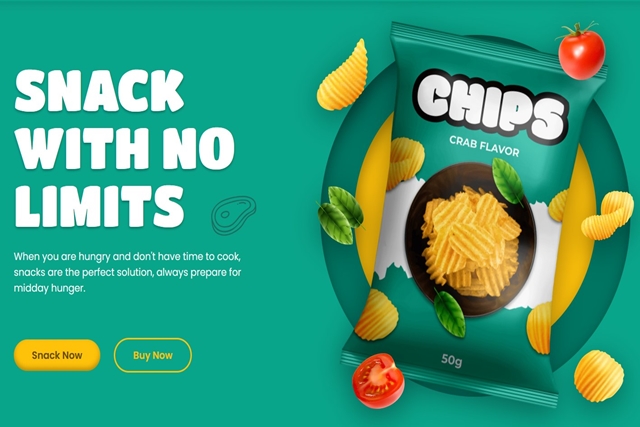 SNACK
WITH NO
LIMITS
When you are hungry and don't have time to cook,
snacks are the perfect solution, always prepare for
midday hunger.
Snack Now
Buy Now
CHIPS
CRAB FLAVOR
50g